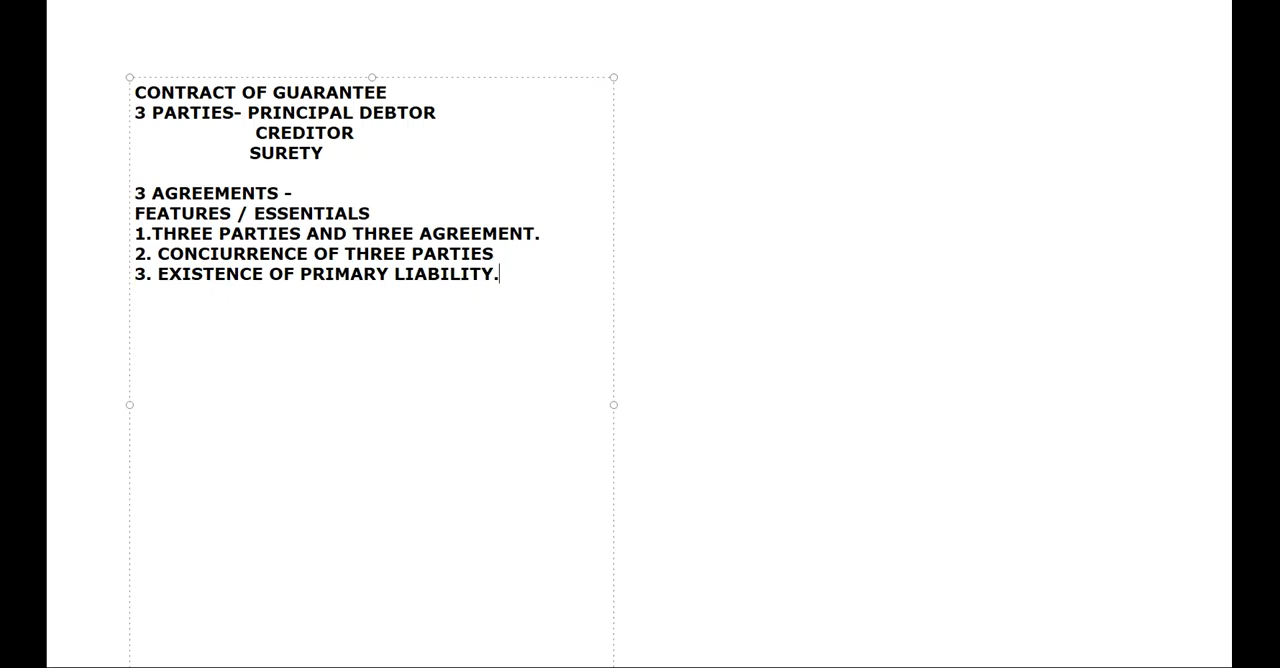 CONTRACT OF GUARANTEE
3 PARTIES- PRINCIPAL DEBTOR
CREDITOR
SURETY
3 AGREEMENTS -
FEATURES / ESSENTIALS
1.THREE PARTIES AND THREE AGREEMENT.
2. CONCIURRENCE OF THREE PARTIES
3. EXISTENCE OF PRIMARY LIABILITY.